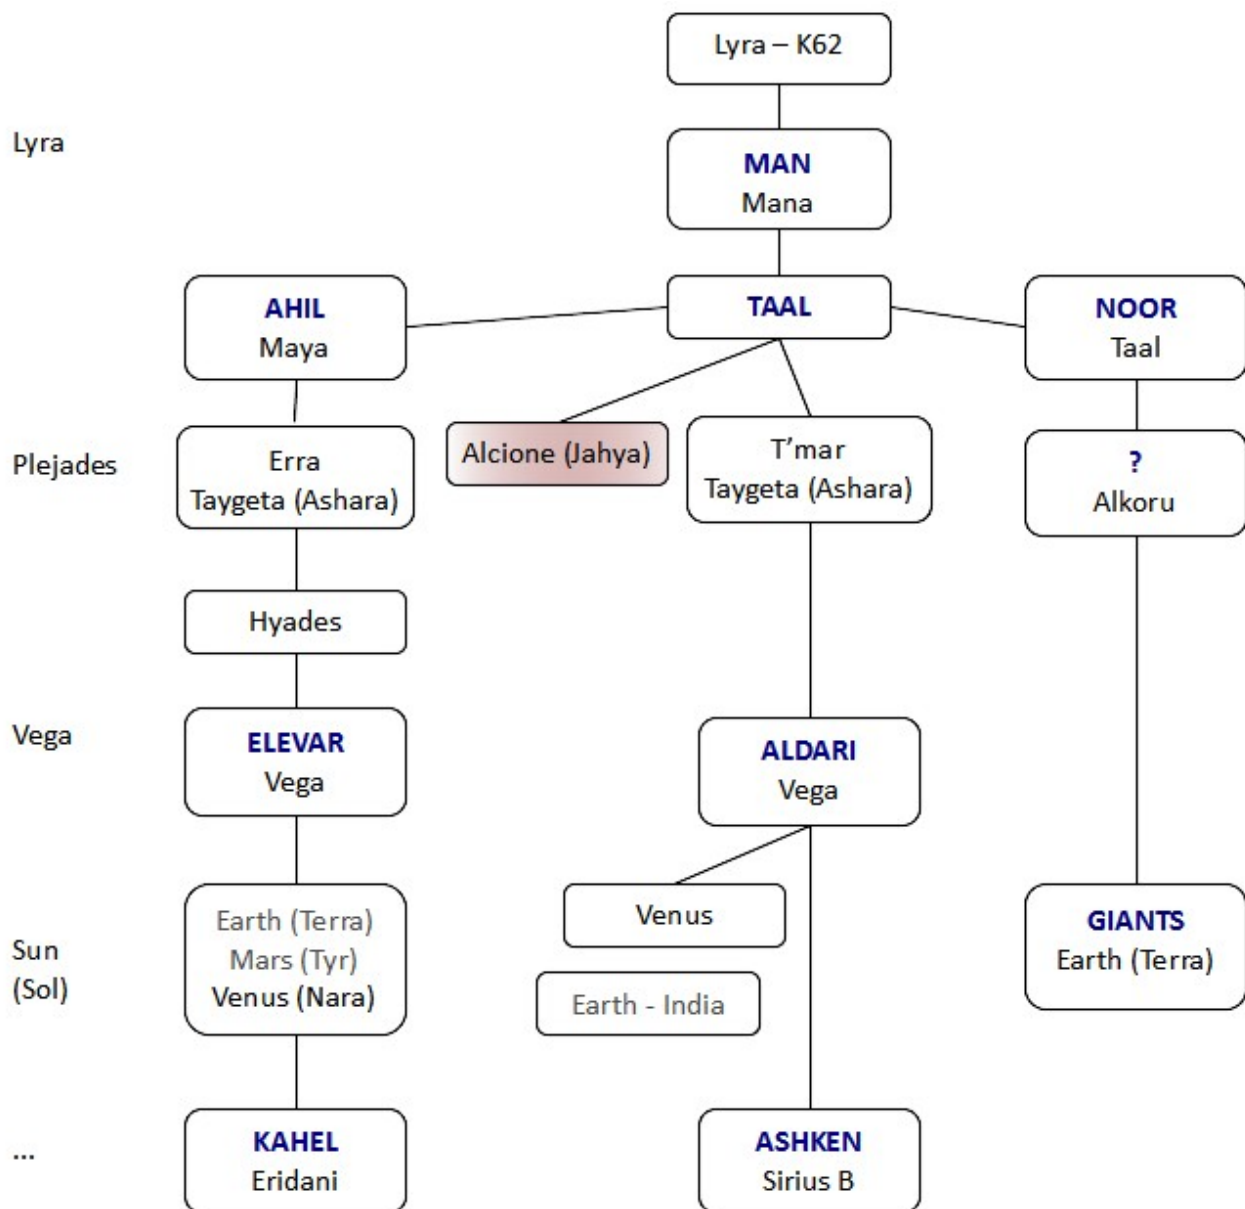 Lyra – K62
Lyra
MAN
Mana
AHIL
Maya
TAAL
NOOR
Taal
Plejades
Erra
Taygeta (Ashara)
Alcione (Jahya)
T’mar
Taygeta (Ashara)
?
Alkoru
Hyades
Vega
ELEVAR
Vega
ALDARI
Vega
Sun
(Sol)
Earth (Terra)
Mars (Tyr)
Venus (Nara)
Venus
Earth - India
GIANTS
Earth (Terra)
...
KAHEL
Eridani
ASHKEN
Sirius B